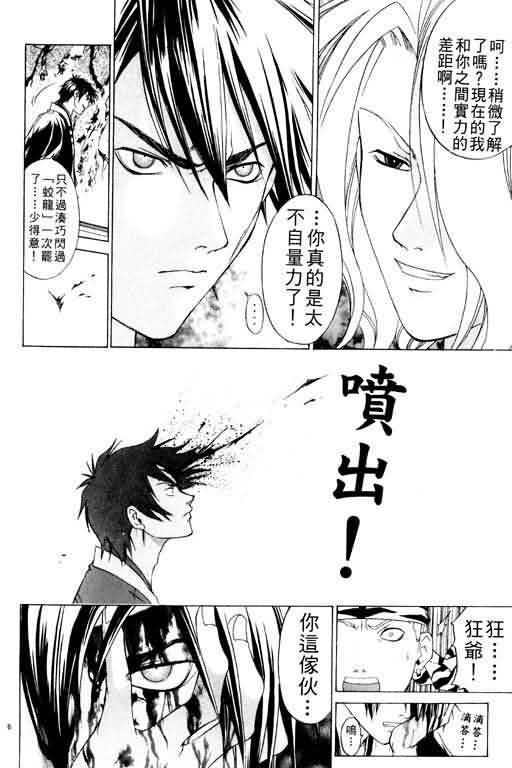 呵……稍微了解
了嗎？現在的我
和你之間實力的
差距啊……！
…你真的是太
不自量力了！
……
只不過湊巧閃過
「蛟龍」一次罷
了……少得意！
噴出！
狂……
狂爺！
滴答…
滴答…
嗚…
你這傢伙…
6